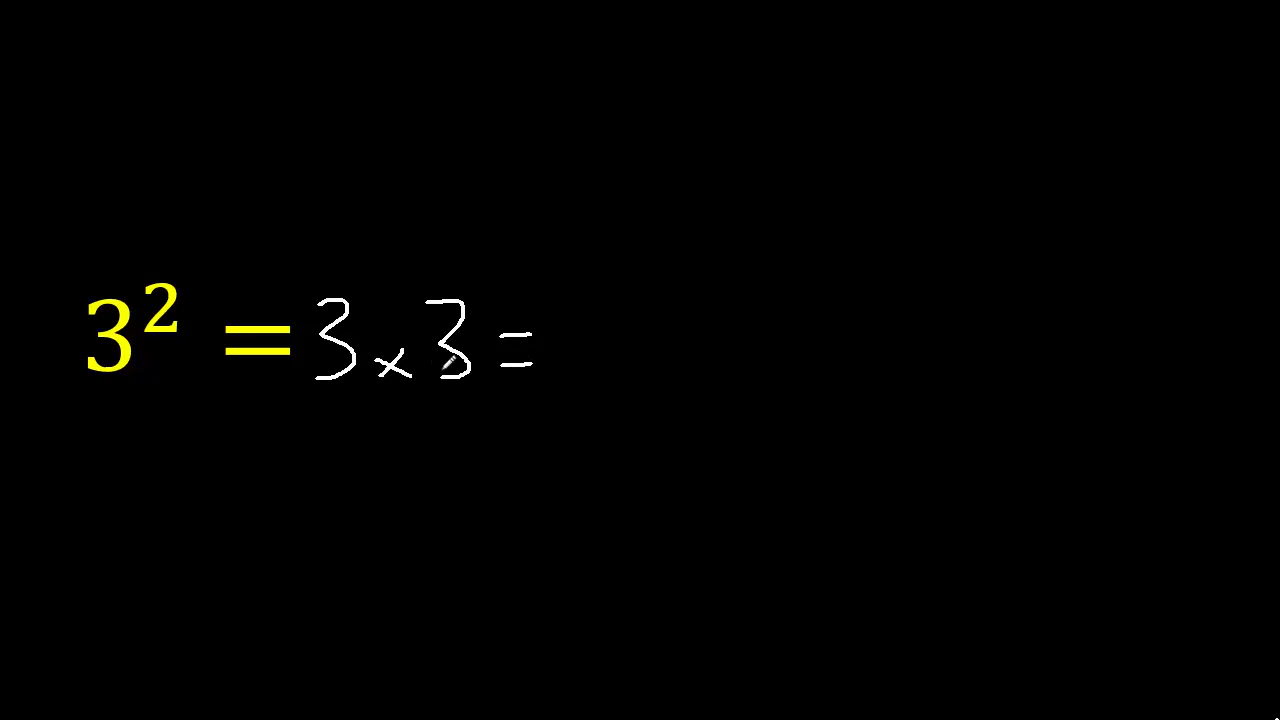 3² = 3 x 3 =